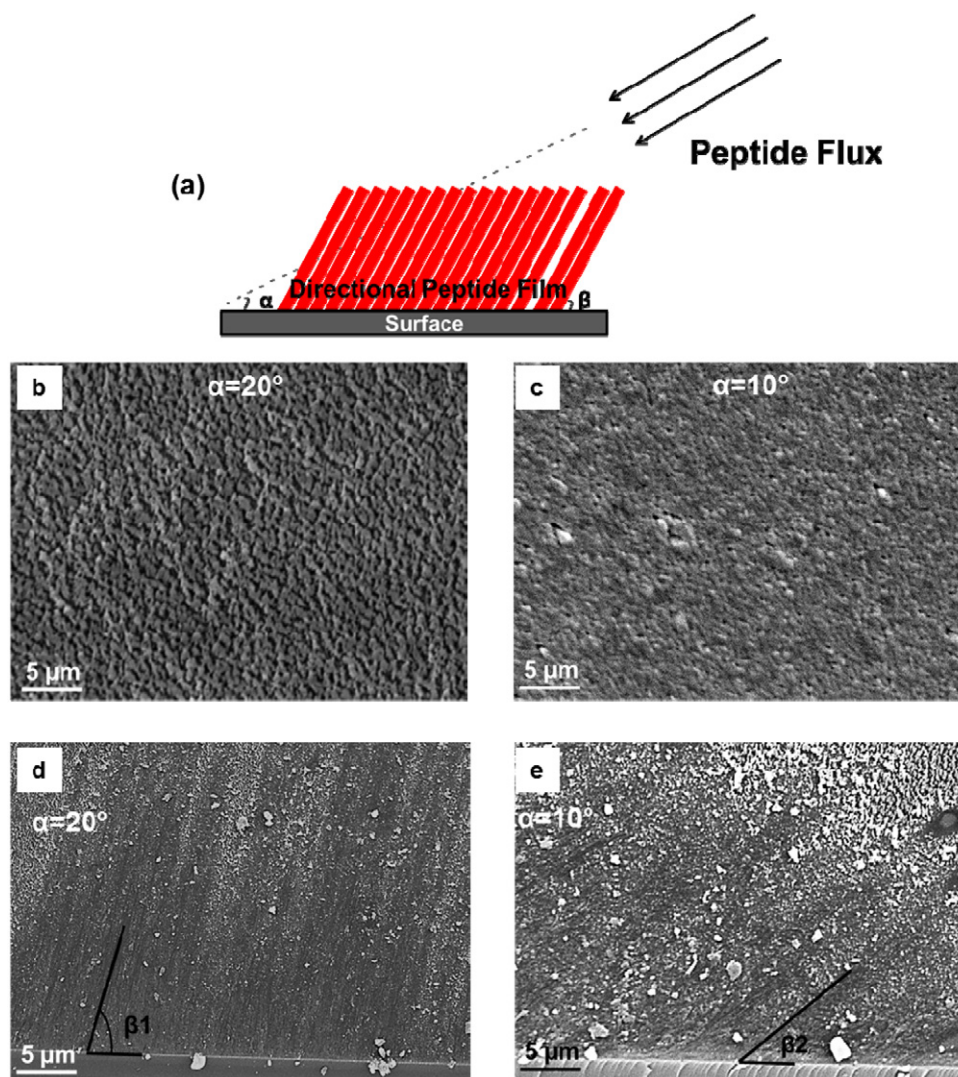 Peptide Flux
(a)
Directional Peptide Film
α
β
Surface
b
α=20°
5 µm
c
α=10°
5 µm
d
α=20°
β1
5 µm
e
α=10°
β2
5 µm